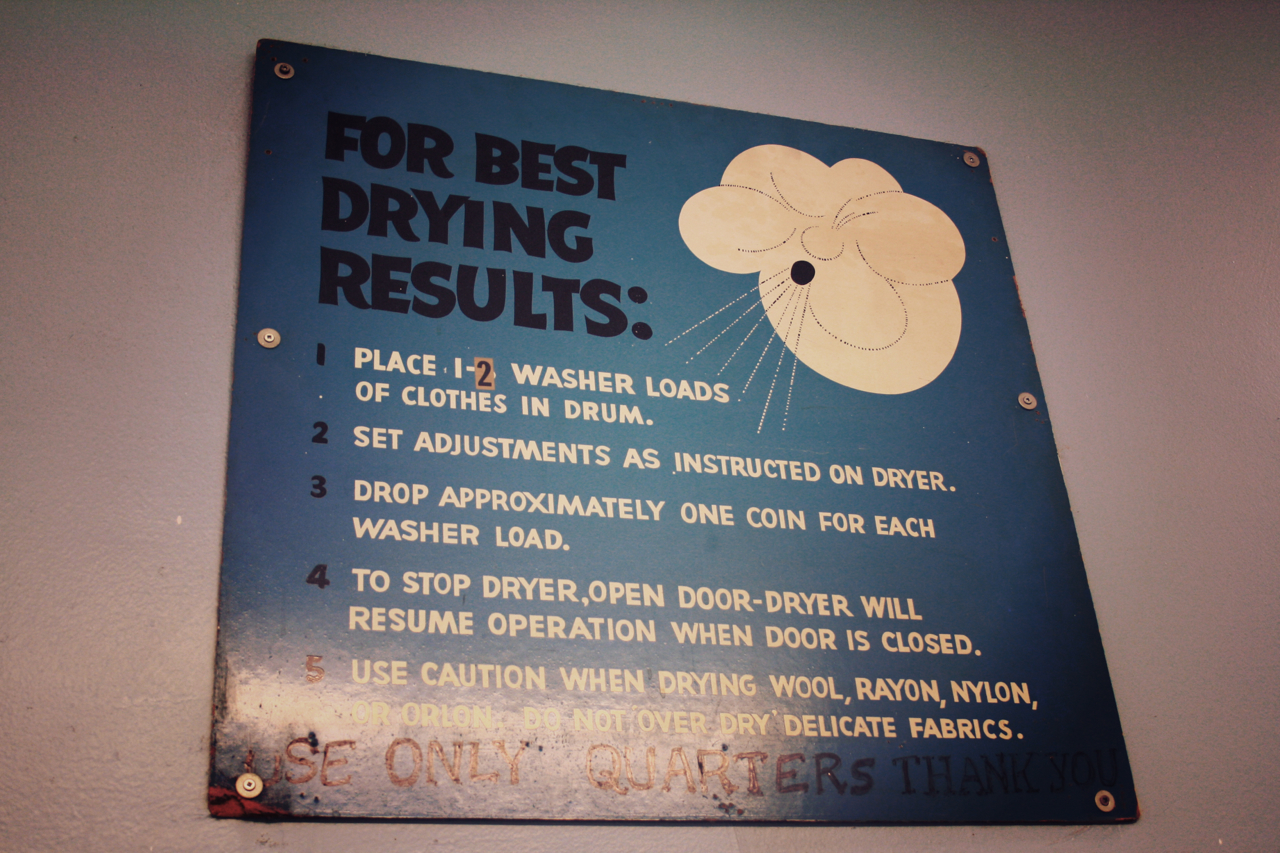 FOR BEST
DRYING
RESULTS:
1 PLACE 1-2 WASHER LOADS
OF CLOTHES IN DRUM.
2 SET ADJUSTMENTS AS INSTRUCTED ON DRYER.
3 DROP APPROXIMATELY ONE COIN FOR EACH
WASHER LOAD.
4 TO STOP DRYER, OPEN DOOR-DRYER WILL
RESUME OPERATION WHEN DOOR IS CLOSED.
5 USE CAUTION WHEN DRYING WOOL, RAYON, NYLON,
OR ORLON. DO NOT OVER DRY DELICATE FABRICS.
USE ONLY QUARTERS THANK YOU